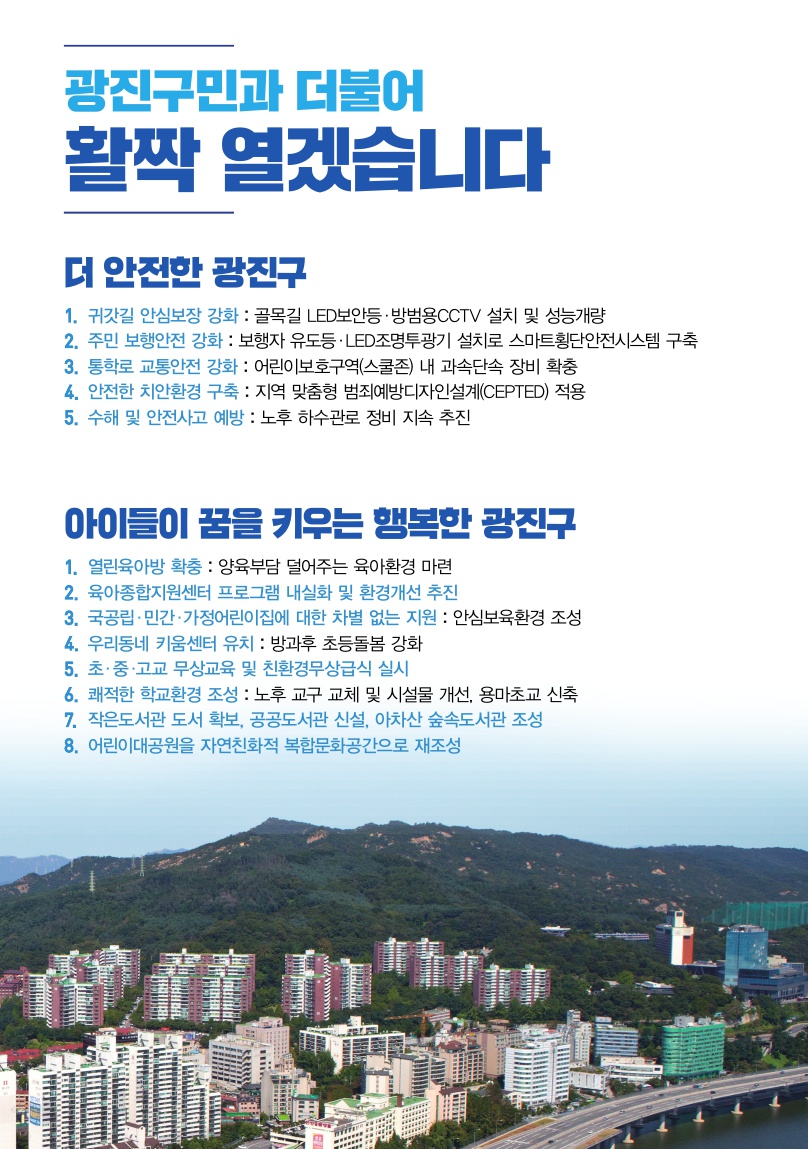 광진구민과 더불어
활짝 열겠습니다
더 안전한 광진구
1. 귀갓길 안심보장 강화 : 골목길 LED보안등·방범용CCTV 설치 및 성능개량
2. 주민 보행안전 강화 : 보행자 유도등·LED조명투광기 설치로 스마트횡단안전시스템 구축
3. 통학로 교통안전 강화 : 어린이보호구역(스쿨존) 내 과속단속 장비 확충
4. 안전한 치안환경 구축 : 지역 맞춤형 범죄예방디자인설계(CEPTED) 적용
5. 수해 및 안전사고 예방 : 노후 하수관로 정비 지속 추진
아이들이 꿈을 키우는 행복한 광진구
1. 열린육아방 확충 : 양육부담 덜어주는 육아환경 마련
2. 육아종합지원센터 프로그램 내실화 및 환경개선 추진
3. 국공립·민간·가정어린이집에 대한 차별 없는 지원 : 안심보육환경 조성
4. 우리동네 키움센터 유치 : 방과후 초등돌봄 강화
5. 초·중·고교 무상교육 및 친환경무상급식 실시
6. 쾌적한 학교환경 조성 : 노후 교구 교체 및 시설물 개선, 용마초교 신축
7. 작은도서관 도서 확보, 공공도서관 신설, 아차산 숲속도서관 조성
8. 어린이대공원을 자연친화적 복합문화공간으로 재조성